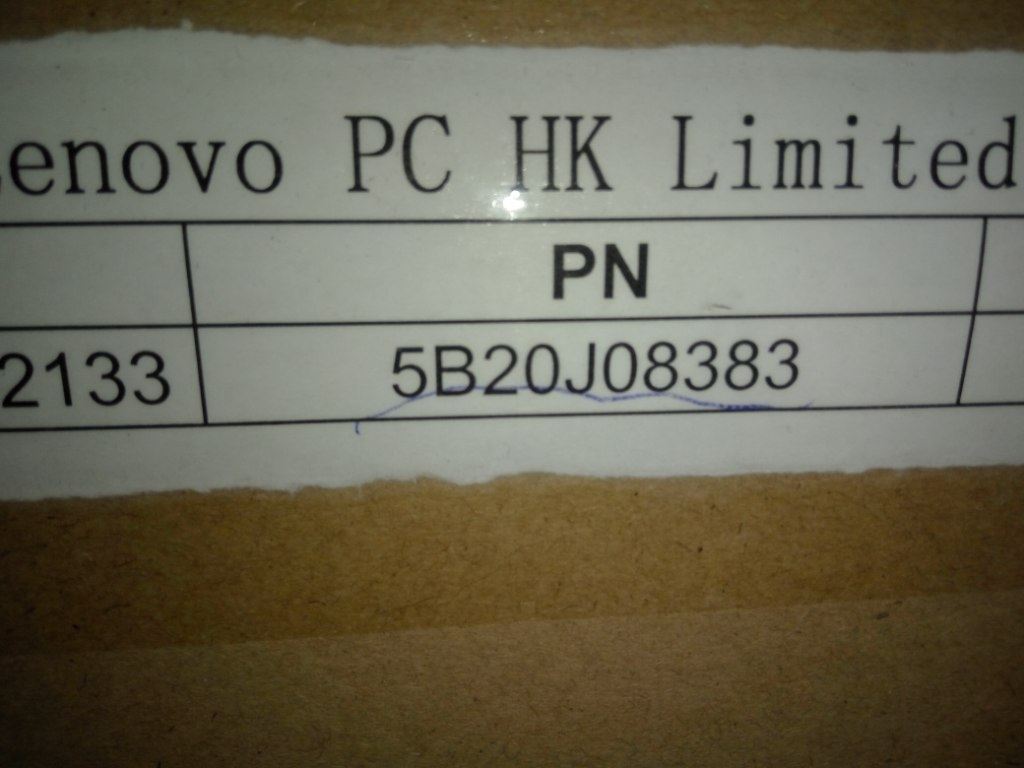 enovo PC HK Limited
PN
2133 5B20J08383